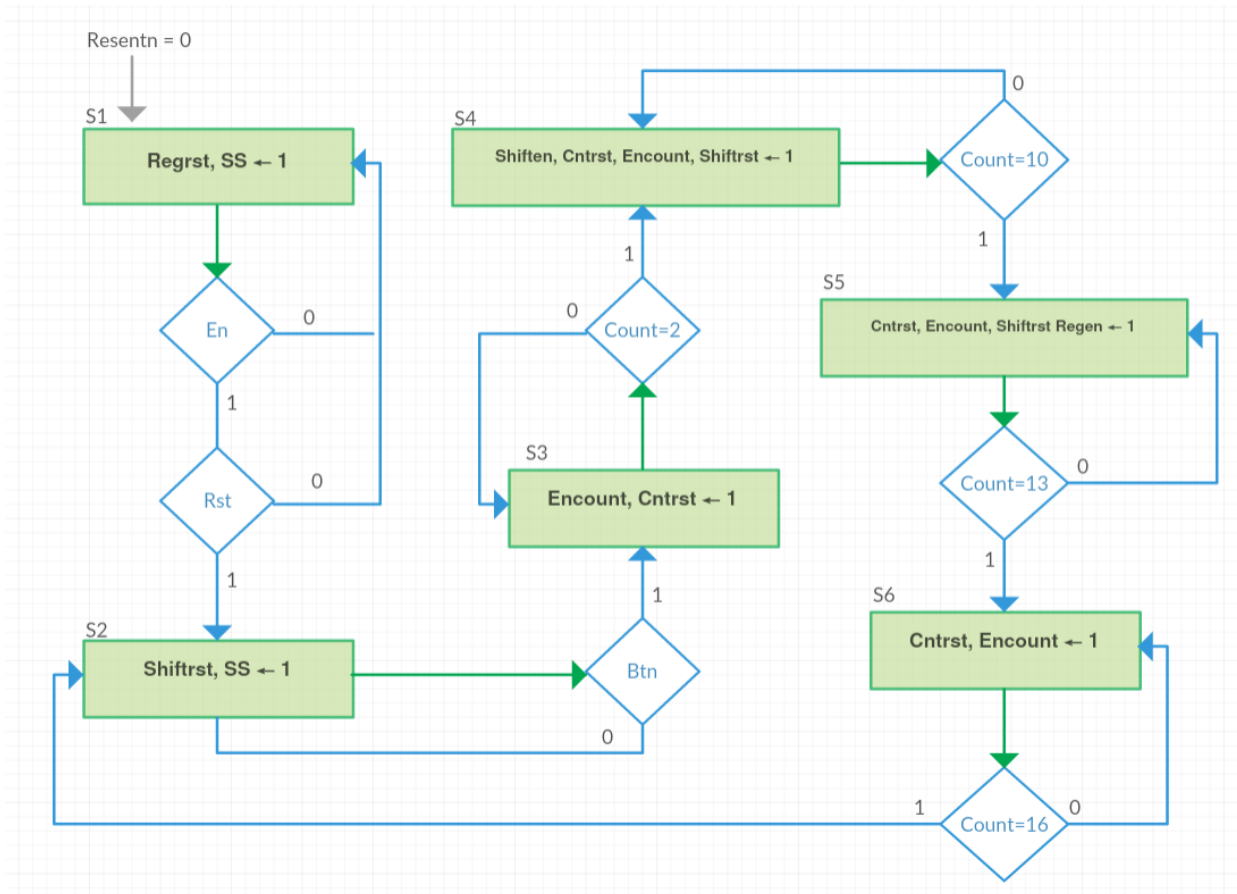 Resentn = 0
S1
Regrst, SS ← 1
En
0
1
Rst
0
1
S2
Shiftrst, SS ← 1
Btn
0
1
S3
Encount, Cntrst ← 1
Count=2
0
1
S4
Shiften, Cntrst, Encount, Shiftrst ← 1
Count=10
0
1
S5
Cntrst, Encount, Shiftrst Regen ← 1
Count=13
0
1
S6
Cntrst, Encount ← 1
Count=16
0
1